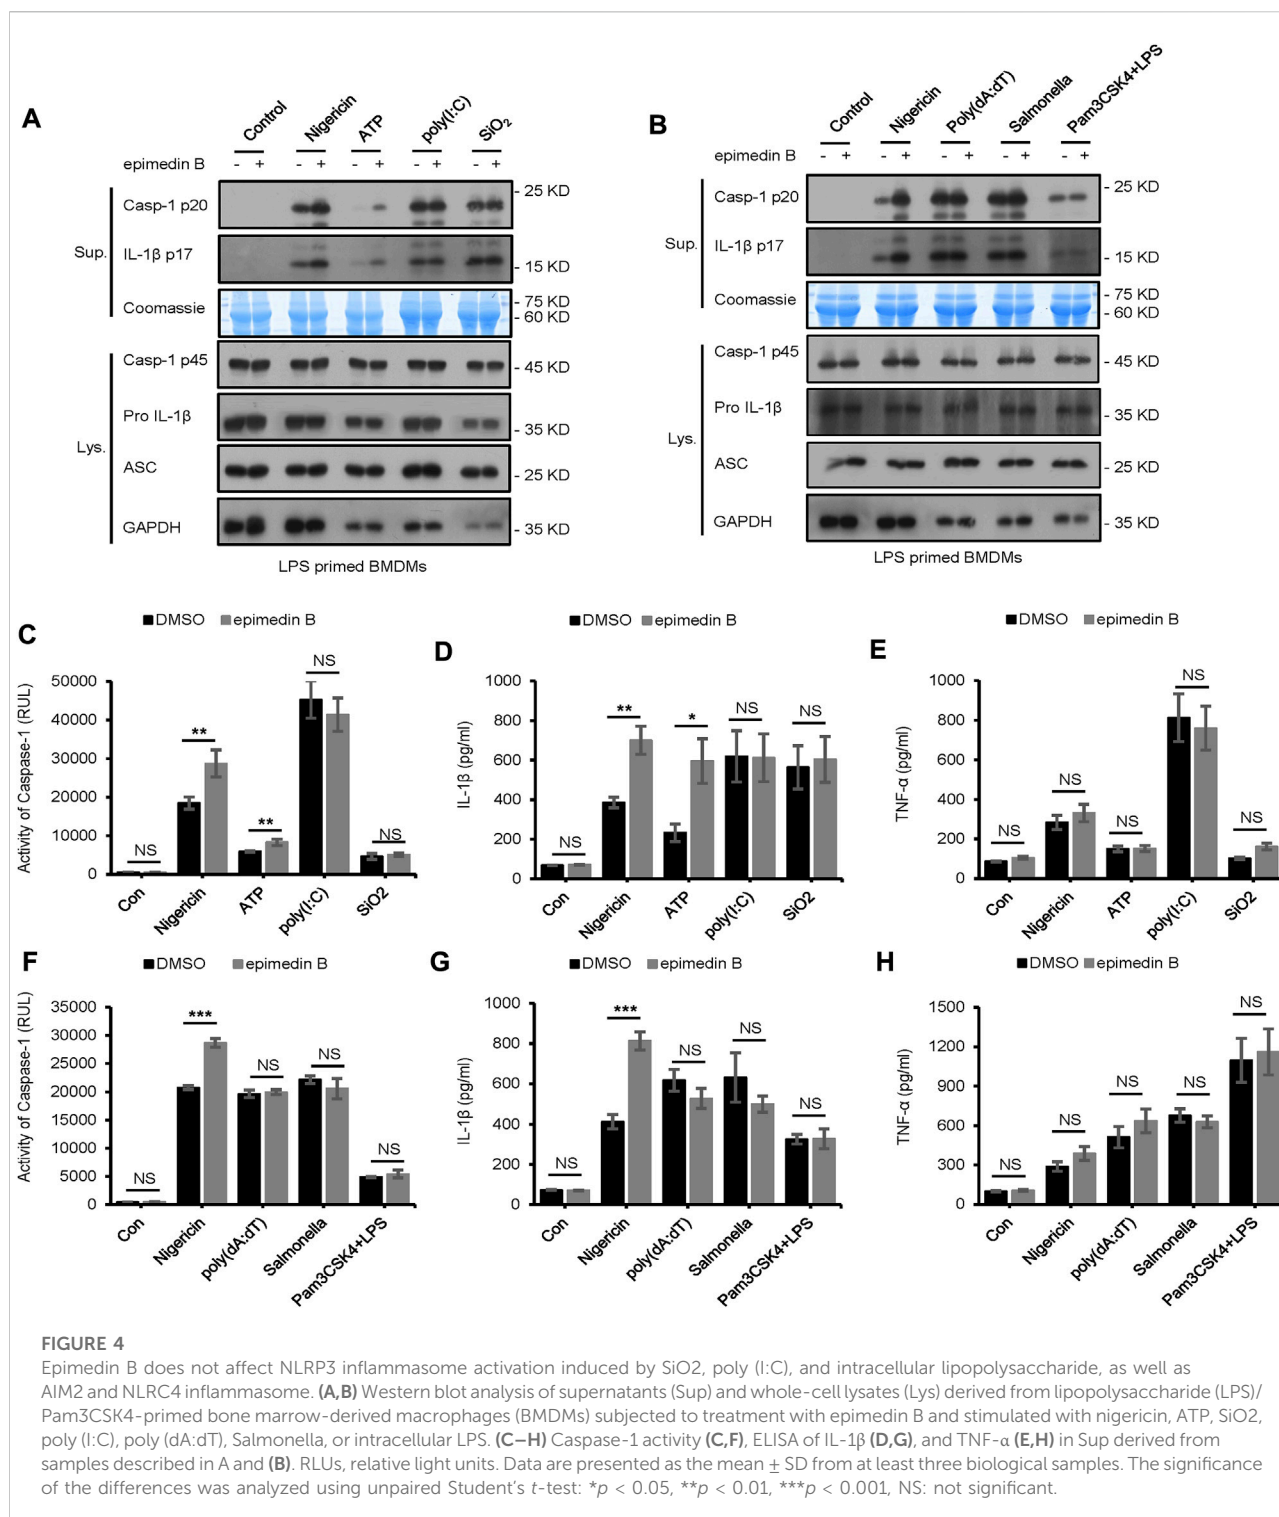 A
Control
Nigericin
ATP
poly(I:C)
SiO₂
epimedin B - + - + - + - + - +
Sup.
Casp-1 p20 - 25 KD
IL-1β p17 - 15 KD
Coomassie - 75 KD
- 60 KD
Lys.
Casp-1 p45 - 45 KD
Pro IL-1β - 35 KD
ASC - 25 KD
GAPDH - 35 KD
LPS primed BMDMs
B
Control
Nigericin
Poly(dA:dT)
Salmonella
Pam3CSK4+LPS
epimedin B - + - + - + - + - +
Sup.
Casp-1 p20 - 25 KD
IL-1β p17 - 15 KD
Coomassie - 75 KD
- 60 KD
Lys.
Casp-1 p45 - 45 KD
Pro IL-1β - 35 KD
ASC - 25 KD
GAPDH - 35 KD
LPS primed BMDMs
C
DMSO epimedin B
Activity of Caspase-1 (RUL)
50000
40000
30000
20000
10000
0
NS ** ** NS NS
Con Nigericin ATP poly(I:C) SiO2
D
DMSO epimedin B
IL-1β (pg/ml)
1000
800
600
400
200
0
NS ** * NS NS
Con Nigericin ATP poly(I:C) SiO2
E
DMSO epimedin B
TNF-α (pg/ml)
1000
800
600
400
200
0
NS NS NS NS NS
Con Nigericin ATP poly(I:C) SiO2
F
DMSO epimedin B
Activity of Caspase-1 (RUL)
35000
30000
25000
20000
15000
10000
5000
0
NS *** NS NS NS
Con Nigericin poly(dA:dT) Salmonella Pam3CSK4+LPS
G
DMSO epimedin B
IL-1β (pg/ml)
1000
800
600
400
200
0
NS *** NS NS NS
Con Nigericin poly(dA:dT) Salmonella Pam3CSK4+LPS
H
DMSO epimedin B
TNF-α (pg/ml)
1500
1200
900
600
300
0
NS NS NS NS NS
Con Nigericin poly(dA:dT) Salmonella Pam3CSK4+LPS
FIGURE 4
Epimedin B does not affect NLRP3 inflammasome activation induced by SiO2, poly (I:C), and intracellular lipopolysaccharide, as well as
AIM2 and NLRC4 inflammasome. (A,B) Western blot analysis of supernatants (Sup) and whole-cell lysates (Lys) derived from lipopolysaccharide (LPS)/
Pam3CSK4-primed bone marrow-derived macrophages (BMDMs) subjected to treatment with epimedin B and stimulated with nigericin, ATP, SiO2,
poly (I:C), poly (dA:dT), Salmonella, or intracellular LPS. (C–H) Caspase-1 activity (C,F), ELISA of IL-1β (D,G), and TNF-α (E,H) in Sup derived from
samples described in A and (B). RLUs, relative light units. Data are presented as the mean ± SD from at least three biological samples. The significance
of the differences was analyzed using unpaired Student's t-test: *p < 0.05, **p < 0.01, ***p < 0.001, NS: not significant.